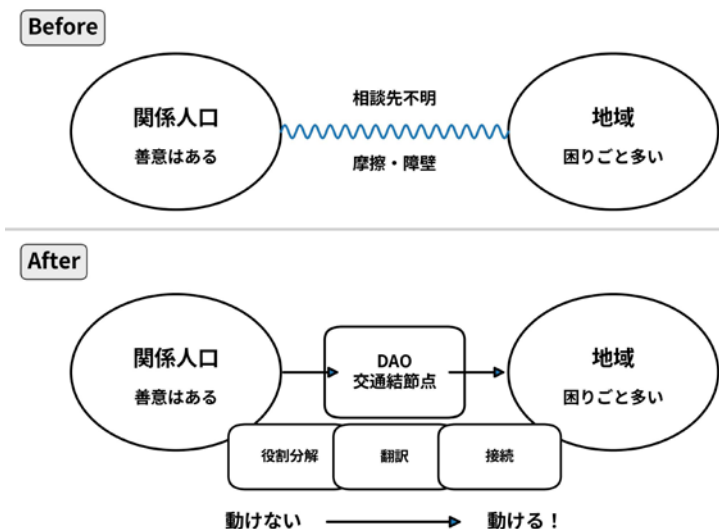 Before
関係人口
善意はある
相談先不明
摩擦・障壁
地域
困りごと多い
After
関係人口
善意はある
DAO
交通結節点
地域
困りごと多い
役割分解
翻訳
接続
動けない
動ける！